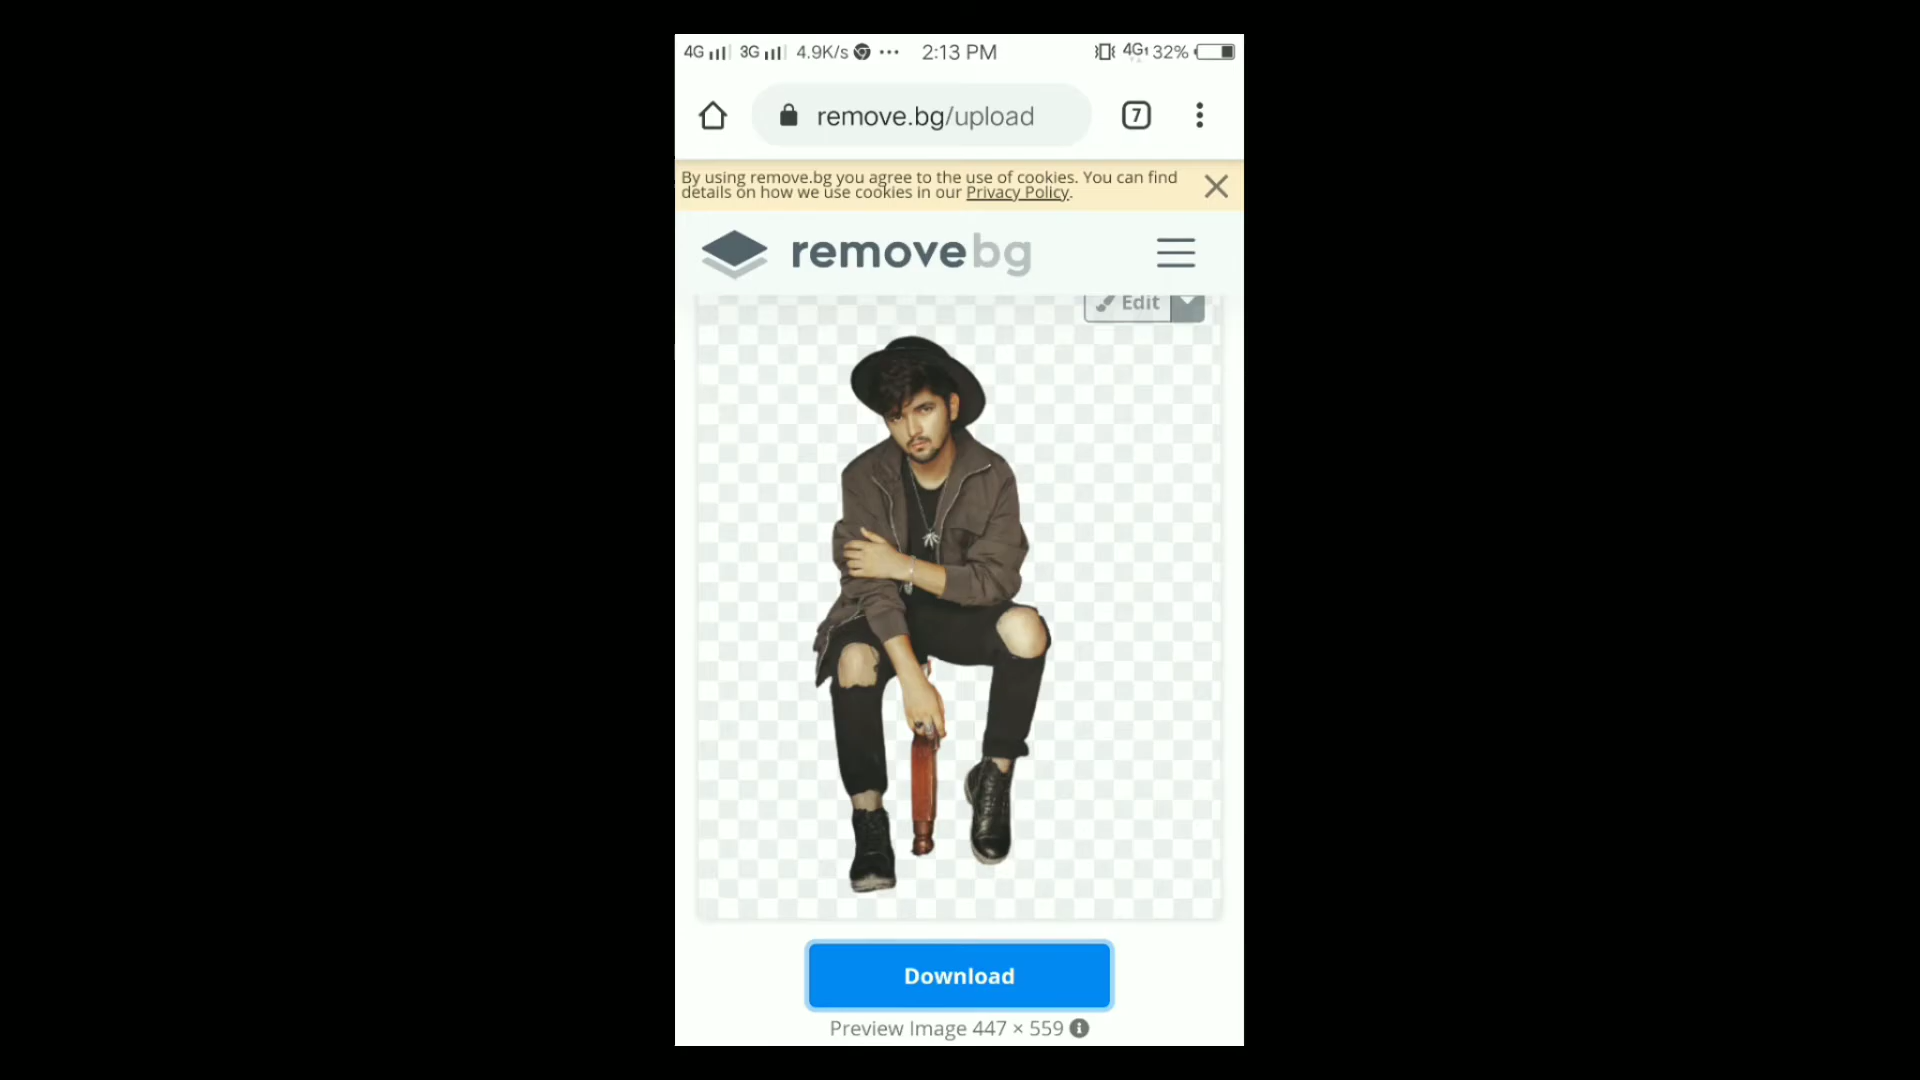 4G 3G 4.9K/s ••• 2:13 PM 4G 32%
remove.bg/upload 7
By using remove.bg you agree to the use of cookies. You can find
details on how we use cookies in our Privacy Policy.
removebg
Edit
Download
Preview Image 447 × 559